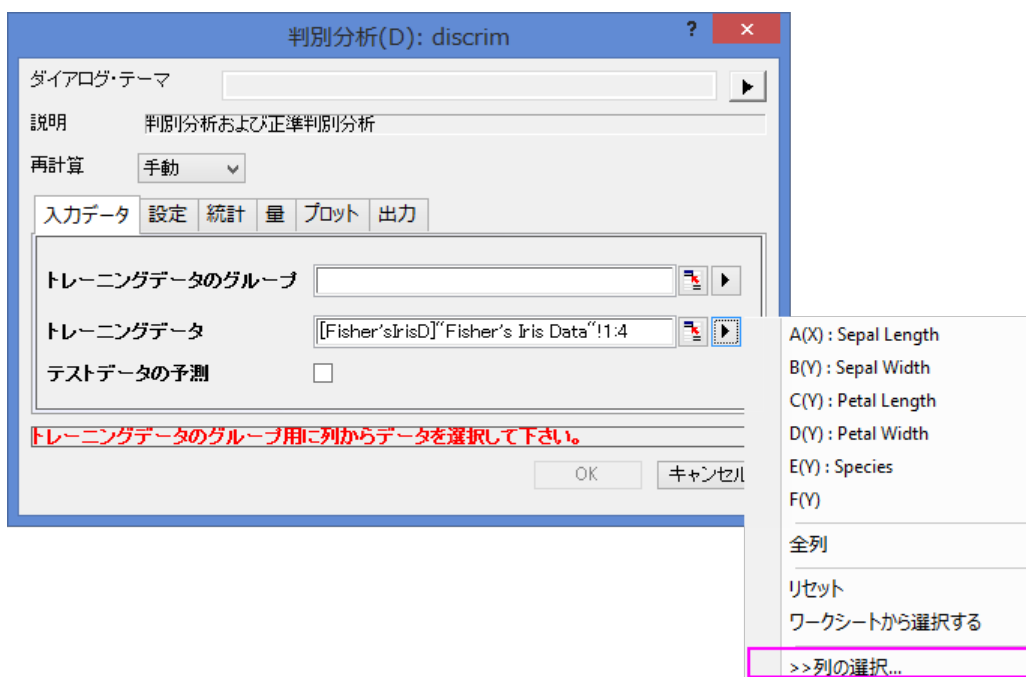 判別分析(D): discrim
? ×
ダイアログ・テーマ
説明 判別分析および正準判別分析
再計算 手動
入力データ 設定 統計 量 プロット 出力
トレーニングデータのグループ
トレーニングデータ [Fisher'sIrisD]"Fisher's Iris Data"!1:4
テストデータの予測
トレーニングデータのグループ用に列からデータを選択して下さい。
OK キャンセル
A(X) : Sepal Length
B(Y) : Sepal Width
C(Y) : Petal Length
D(Y) : Petal Width
E(Y) : Species
F(Y)
全列
リセット
ワークシートから選択する
>>列の選択...